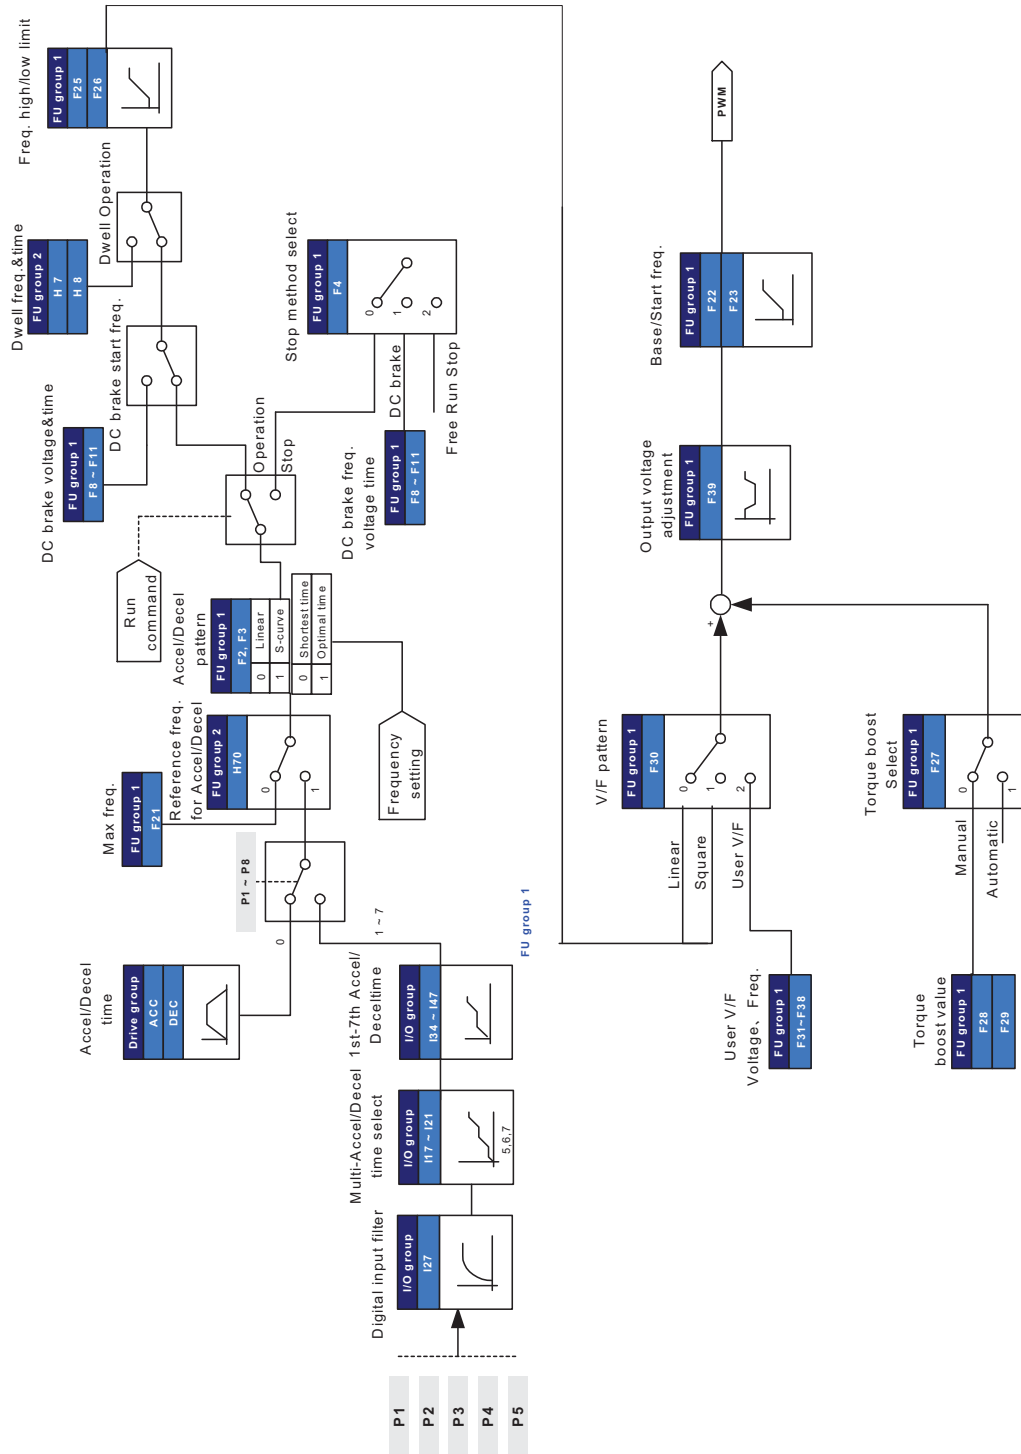 P1
P2
P3
P4
P5
Digital input filter
I/O group
I27
Multi-Accel/Decel
time select
I/O group
I17 ~ I21
5,6,7
1st-7th Accel/
Deceltime
I/O group
I34 ~ I47
1 ~ 7
Accel/Decel
time
Drive group
ACC
DEC
0
P1 ~ P8
Max freq.
FU group 1
F21
Reference freq.
for Accel/Decel
FU group 2
H70
0
1
Accel/Decel
pattern
FU group 1
F2, F3
0 Linear
1 S-curve
0 Shortest time
1 Optimal time
Frequency
setting
Run
command
Operation
Stop
DC brake voltage&time
FU group 1
F8 ~ F11
DC brake start freq.
Dwell freq.&time
FU group 2
H 7
H 8
Dwell Operation
Freq. high/low limit
FU group 1
F25
F26
Stop method select
FU group 1
F4
0
1
2
DC brake
Free Run Stop
DC brake freq.
voltage time
FU group 1
F8 ~ F11
FU group 1
V/F pattern
FU group 1
F30
0
1
2
Linear
Square
User V/F
User V/F
Voltage、Freq.
FU group 1
F31~F38
Torque
boost value
FU group 1
F28
F29
Torque boost
Select
FU group 1
F27
0
1
Manual
Automatic
+
Output voltage
adjustment
FU group 1
F39
Base/Start freq.
FU group 1
F22
F23
PWM